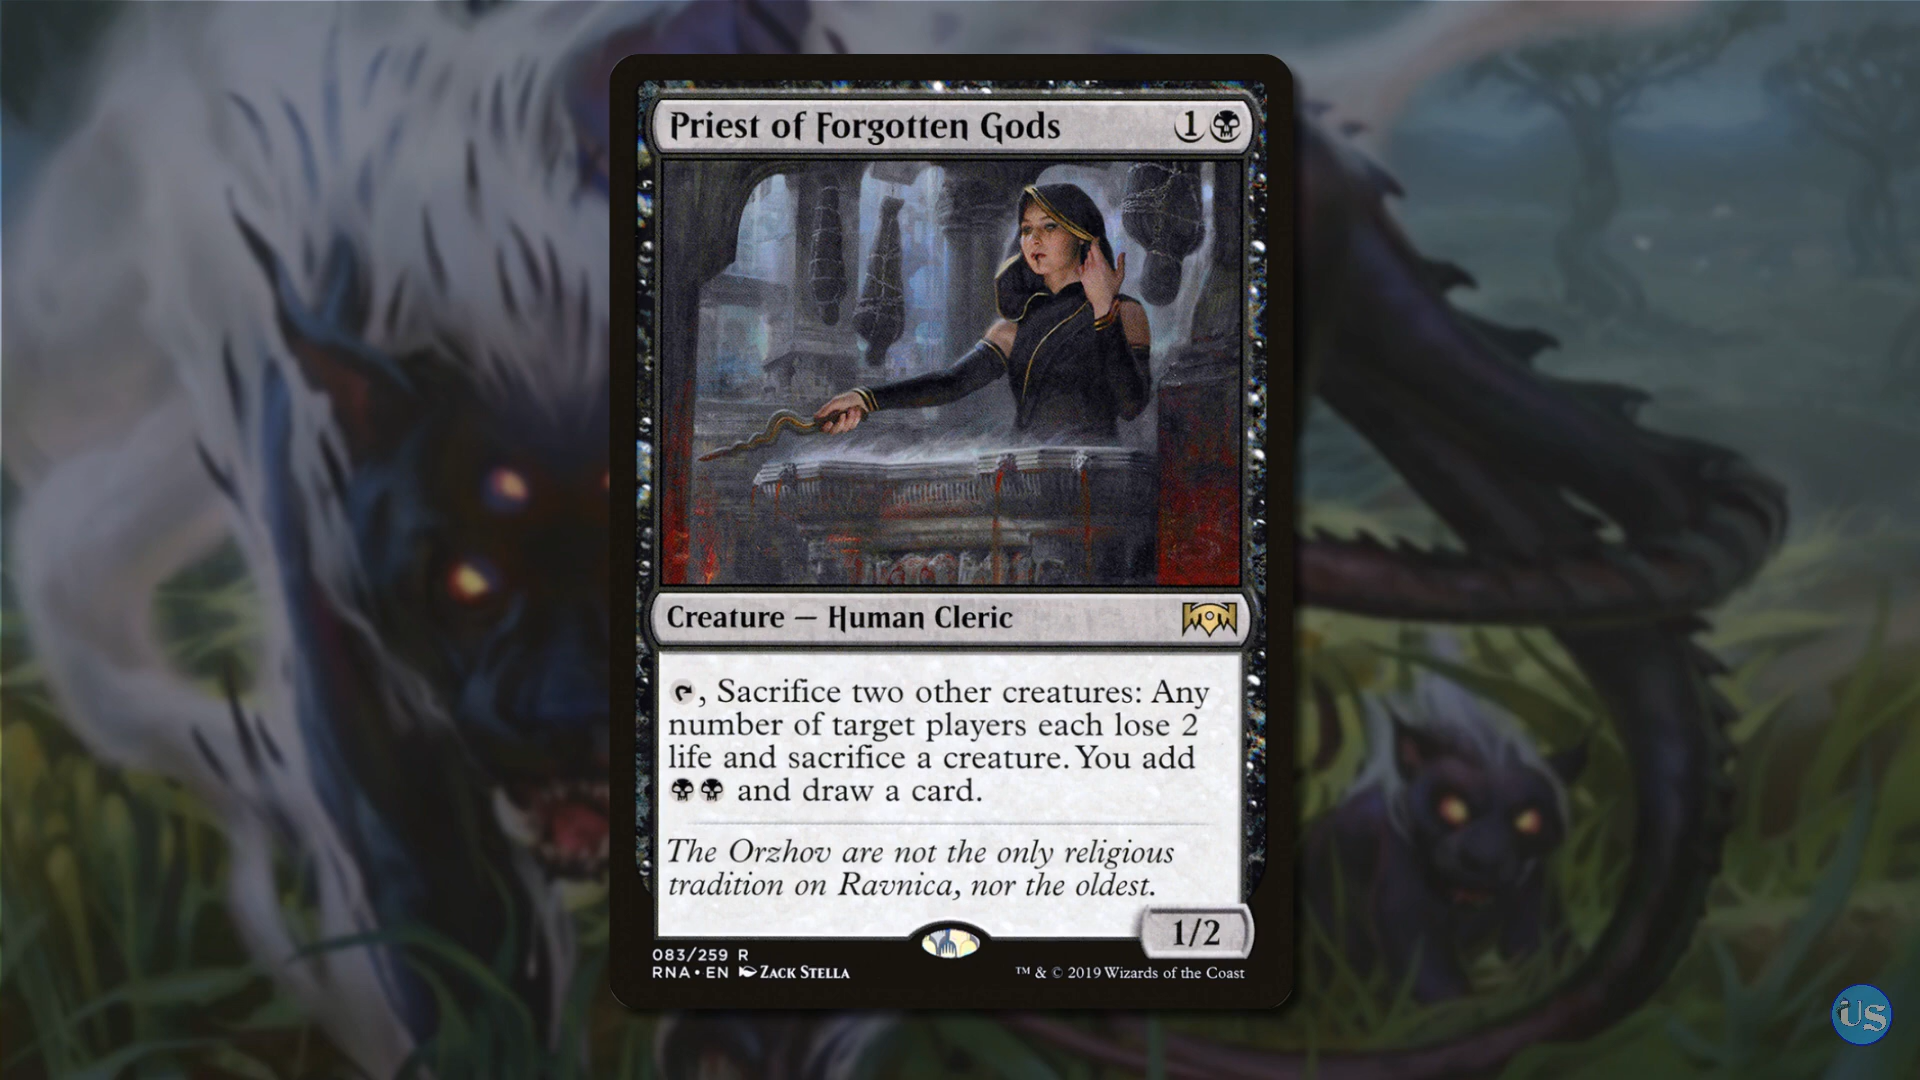 Priest of Forgotten Gods 1
Creature — Human Cleric
, Sacrifice two other creatures: Any
number of target players each lose 2
life and sacrifice a creature. You add
and draw a card.
The Orzhov are not the only religious
tradition on Ravnica, nor the oldest.
1/2
083/259 R
RNA • EN Zack Stella
™ & © 2019 Wizards of the Coast
US